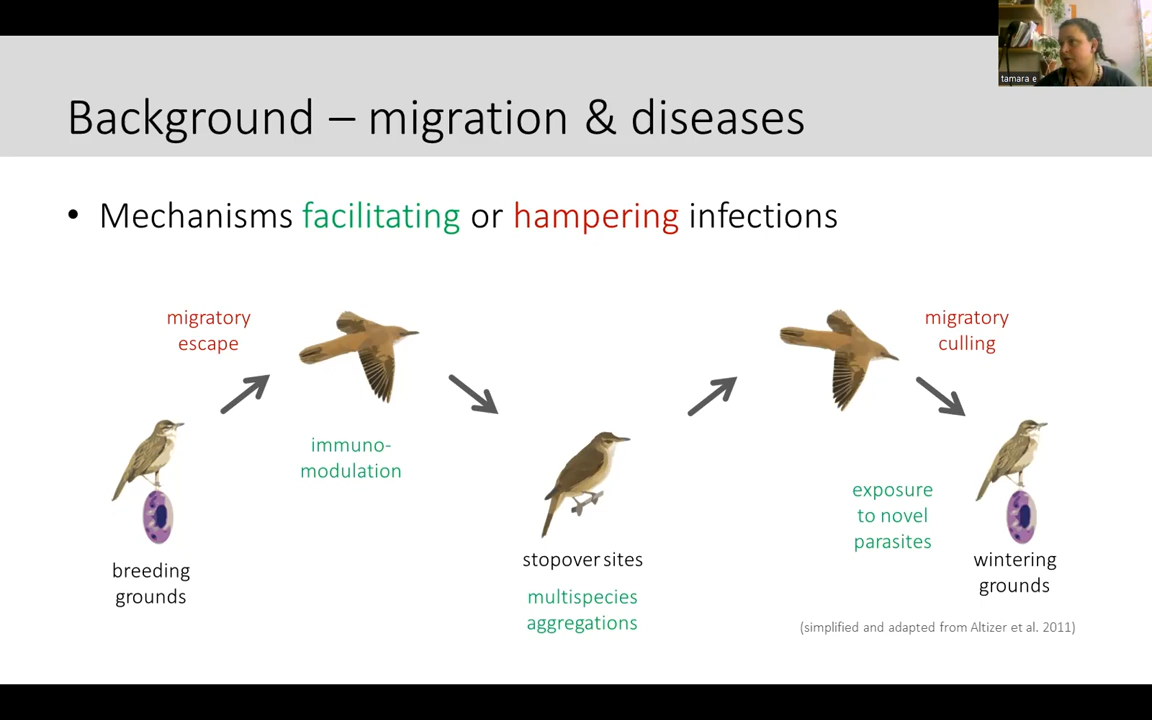 tamara e
Background – migration & diseases
• Mechanisms facilitating or hampering infections
migratory
escape
migratory
culling
immuno-
modulation
exposure
to novel
parasites
breeding
grounds
stopover sites
multispecies
aggregations
wintering
grounds
(simplified and adapted from Altizer et al. 2011)